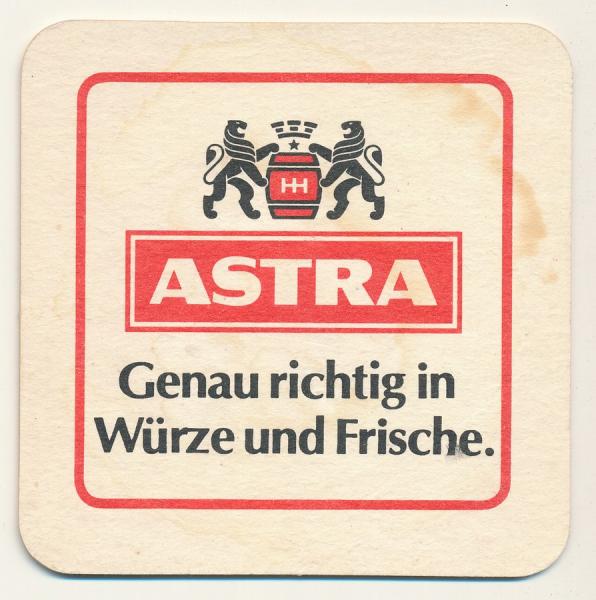 HH
ASTRA
Genau richtig in
Würze und Frische.